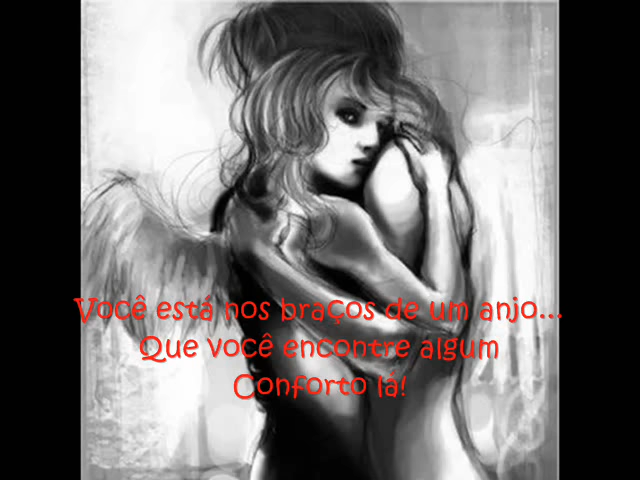 Você está nos braços de um anjo...
Que você encontre algum
Conforto lá!